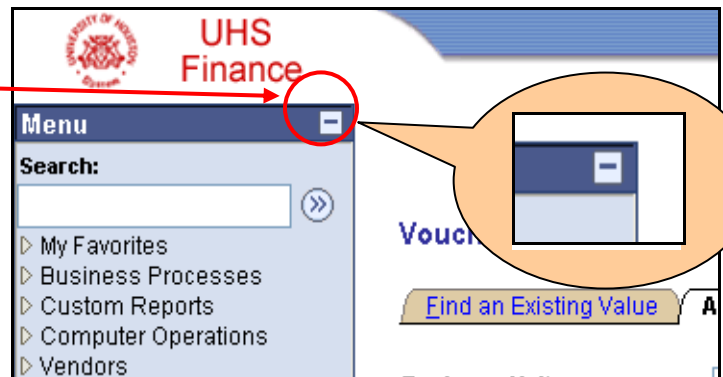 UHS
Finance
Menu
Search:
My Favorites
Business Processes
Custom Reports
Computer Operations
Vendors
Find an Existing Value